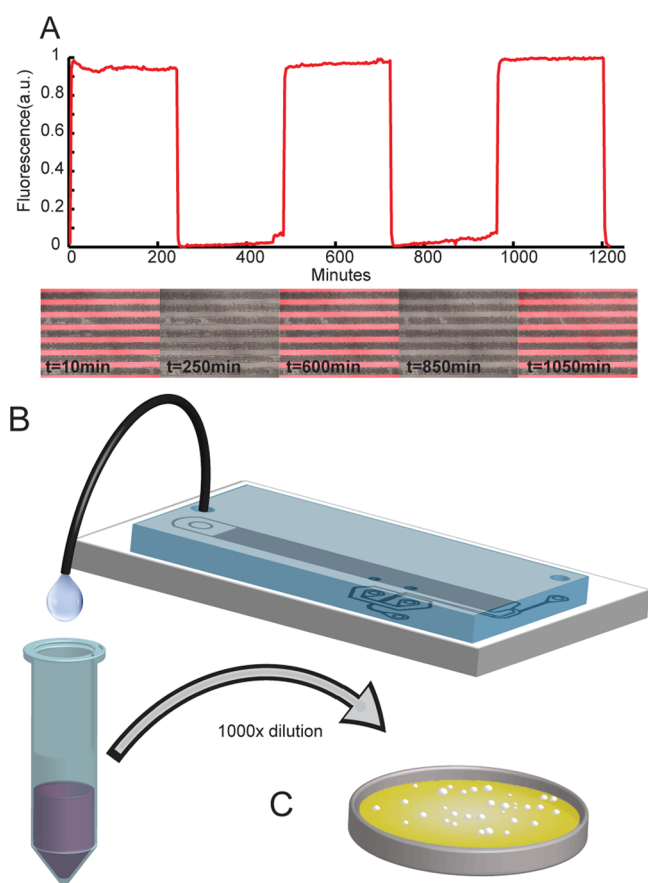 A
Fluorescence(a.u.)
1
0.8
0.6
0.4
0.2
0
0 200 400 600 800 1000 1200
Minutes
t=10min t=250min t=600min t=850min t=1050min
B
1000x dilution
C